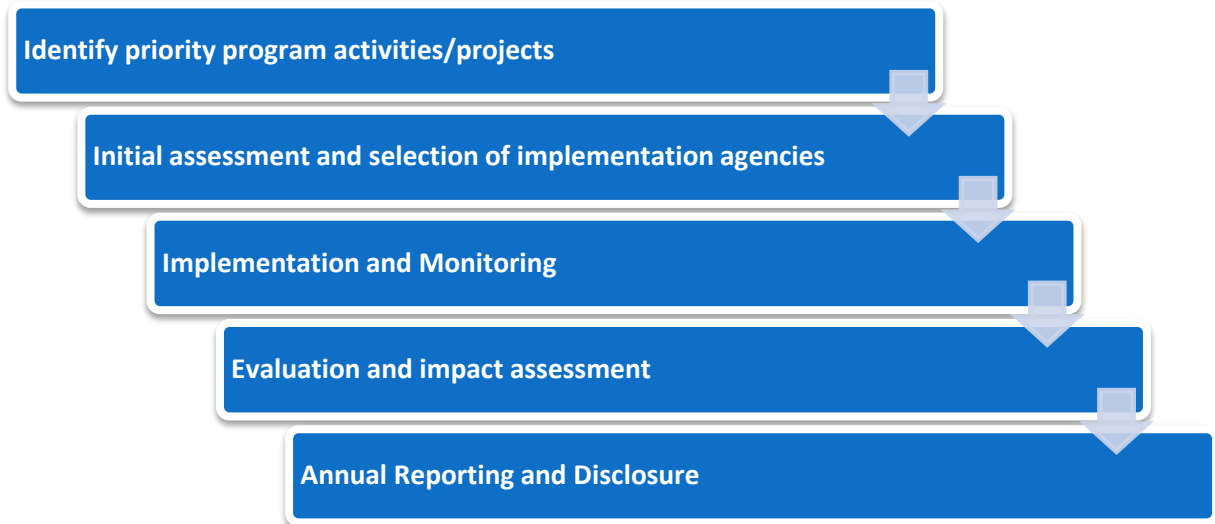 Identify priority program activities/projects
Initial assessment and selection of implementation agencies
Implementation and Monitoring
Evaluation and impact assessment
Annual Reporting and Disclosure